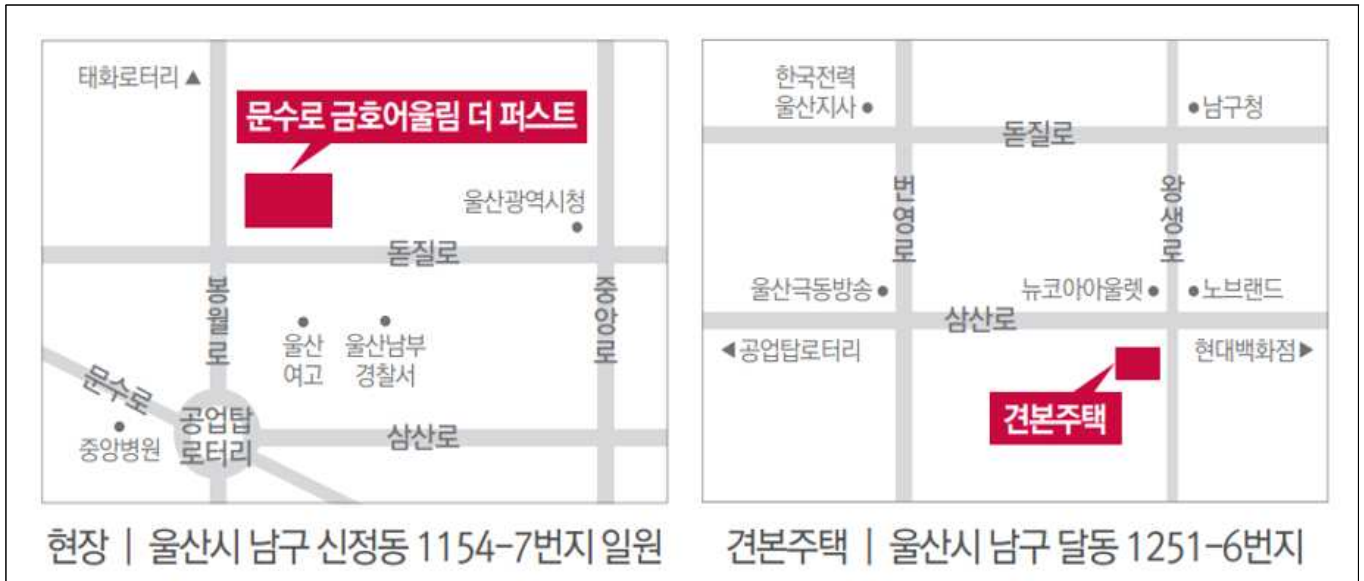 태화로터리 ▲
문수로 금호어울림 더 퍼스트
울산광역시청
돋질로
봉월로
중앙로
울산
여고
울산남부
경찰서
문수로
공업탑
로터리
중앙병원
삼산로
현장 | 울산시 남구 신정동 1154-7번지 일원
한국전력
울산지사
남구청
돋질로
번영로
왕생로
울산극동방송
뉴코아아울렛
노브랜드
삼산로
◀공업탑로터리
현대백화점▶
견본주택
견본주택 | 울산시 남구 달동 1251-6번지